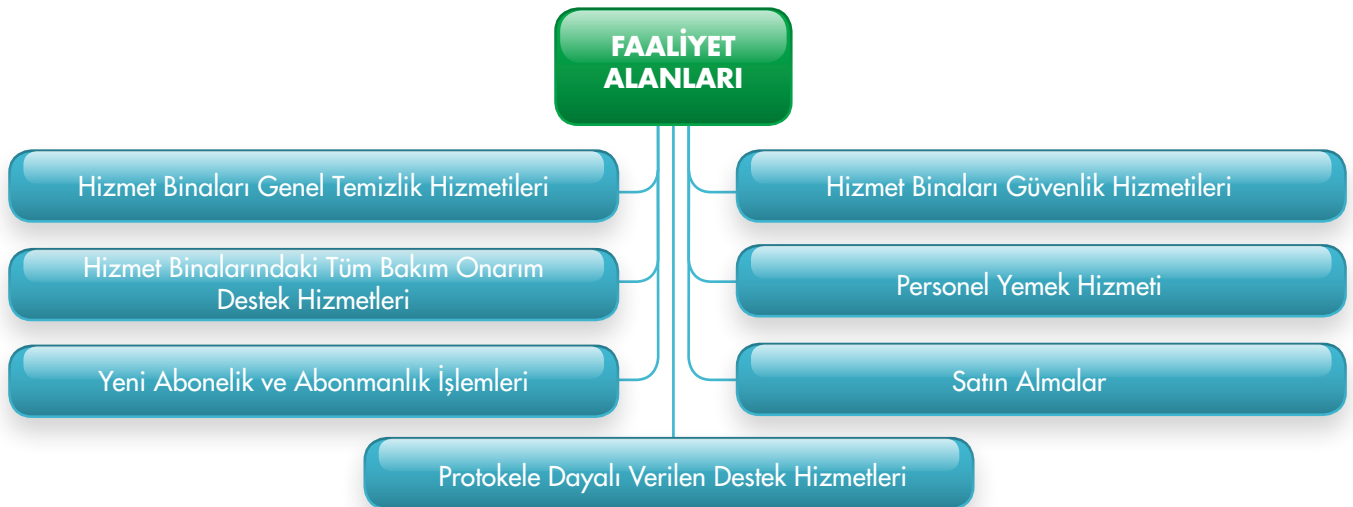 FAALİYET
ALANLARI
Hizmet Binaları Genel Temizlik Hizmetileri
Hizmet Binaları Güvenlik Hizmetileri
Hizmet Binalarındaki Tüm Bakım Onarım
Destek Hizmetleri
Personel Yemek Hizmeti
Yeni Abonelik ve Abonmanlık İşlemleri
Satın Almalar
Protokele Dayalı Verilen Destek Hizmetleri